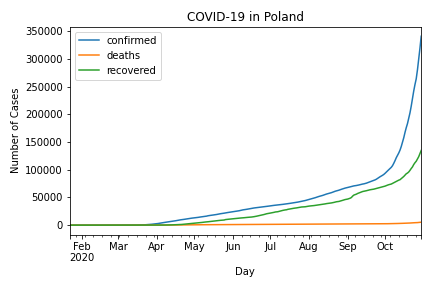 COVID-19 in Poland
confirmed
deaths
recovered
Number of Cases
350000
300000
250000
200000
150000
100000
50000
0
Feb Mar Apr May Jun Jul Aug Sep Oct
2020
Day